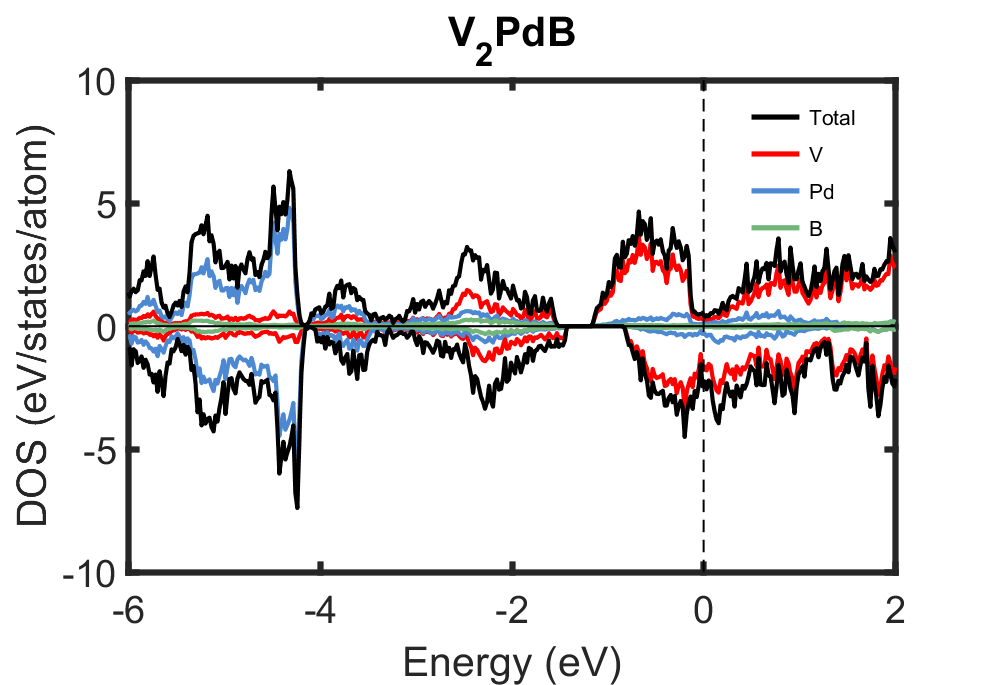 V₂PdB
10
5
0
-5
-10
DOS (eV/states/atom)
Total
V
Pd
B
-6
-4
-2
0
2
Energy (eV)